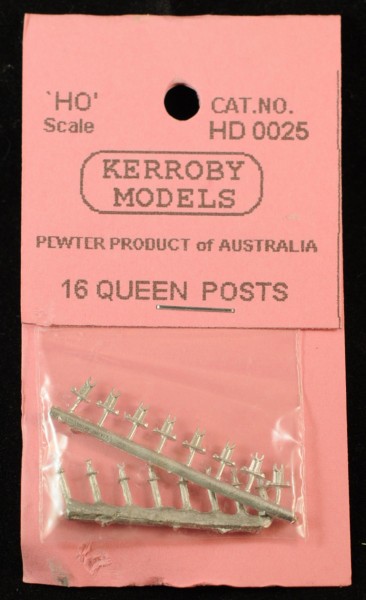 'HO'
Scale
CAT.NO.
HD 0025
KERROBY
MODELS
PEWTER PRODUCT of AUSTRALIA
16 QUEEN POSTS